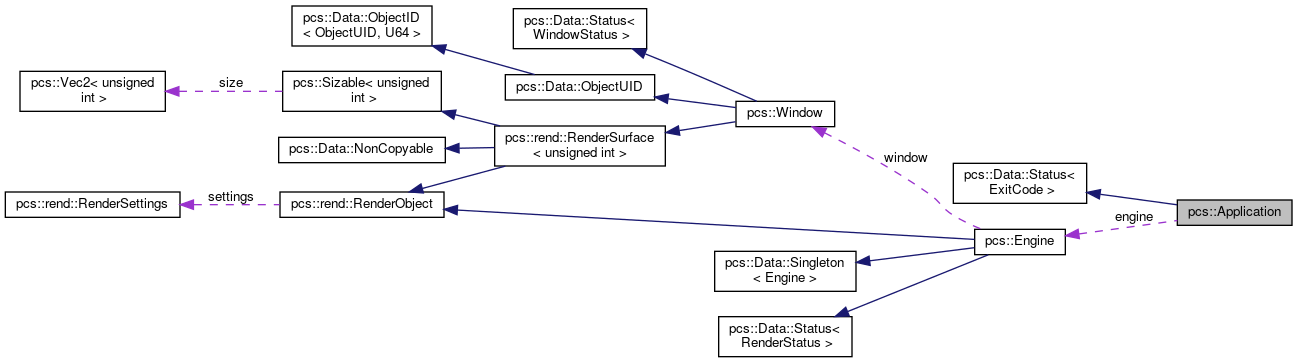 pcs::Data::ObjectID
< ObjectUID, U64 >
pcs::Data::Status<
WindowStatus >
pcs::Vec2< unsigned
int >
size
pcs::Sizable< unsigned
int >
pcs::Data::ObjectUID
pcs::Window
pcs::rend::RenderSurface
< unsigned int >
pcs::Data::NonCopyable
window
pcs::Data::Status<
ExitCode >
pcs::rend::RenderSettings
settings
pcs::rend::RenderObject
engine
pcs::Application
pcs::Engine
pcs::Data::Singleton
< Engine >
pcs::Data::Status<
RenderStatus >